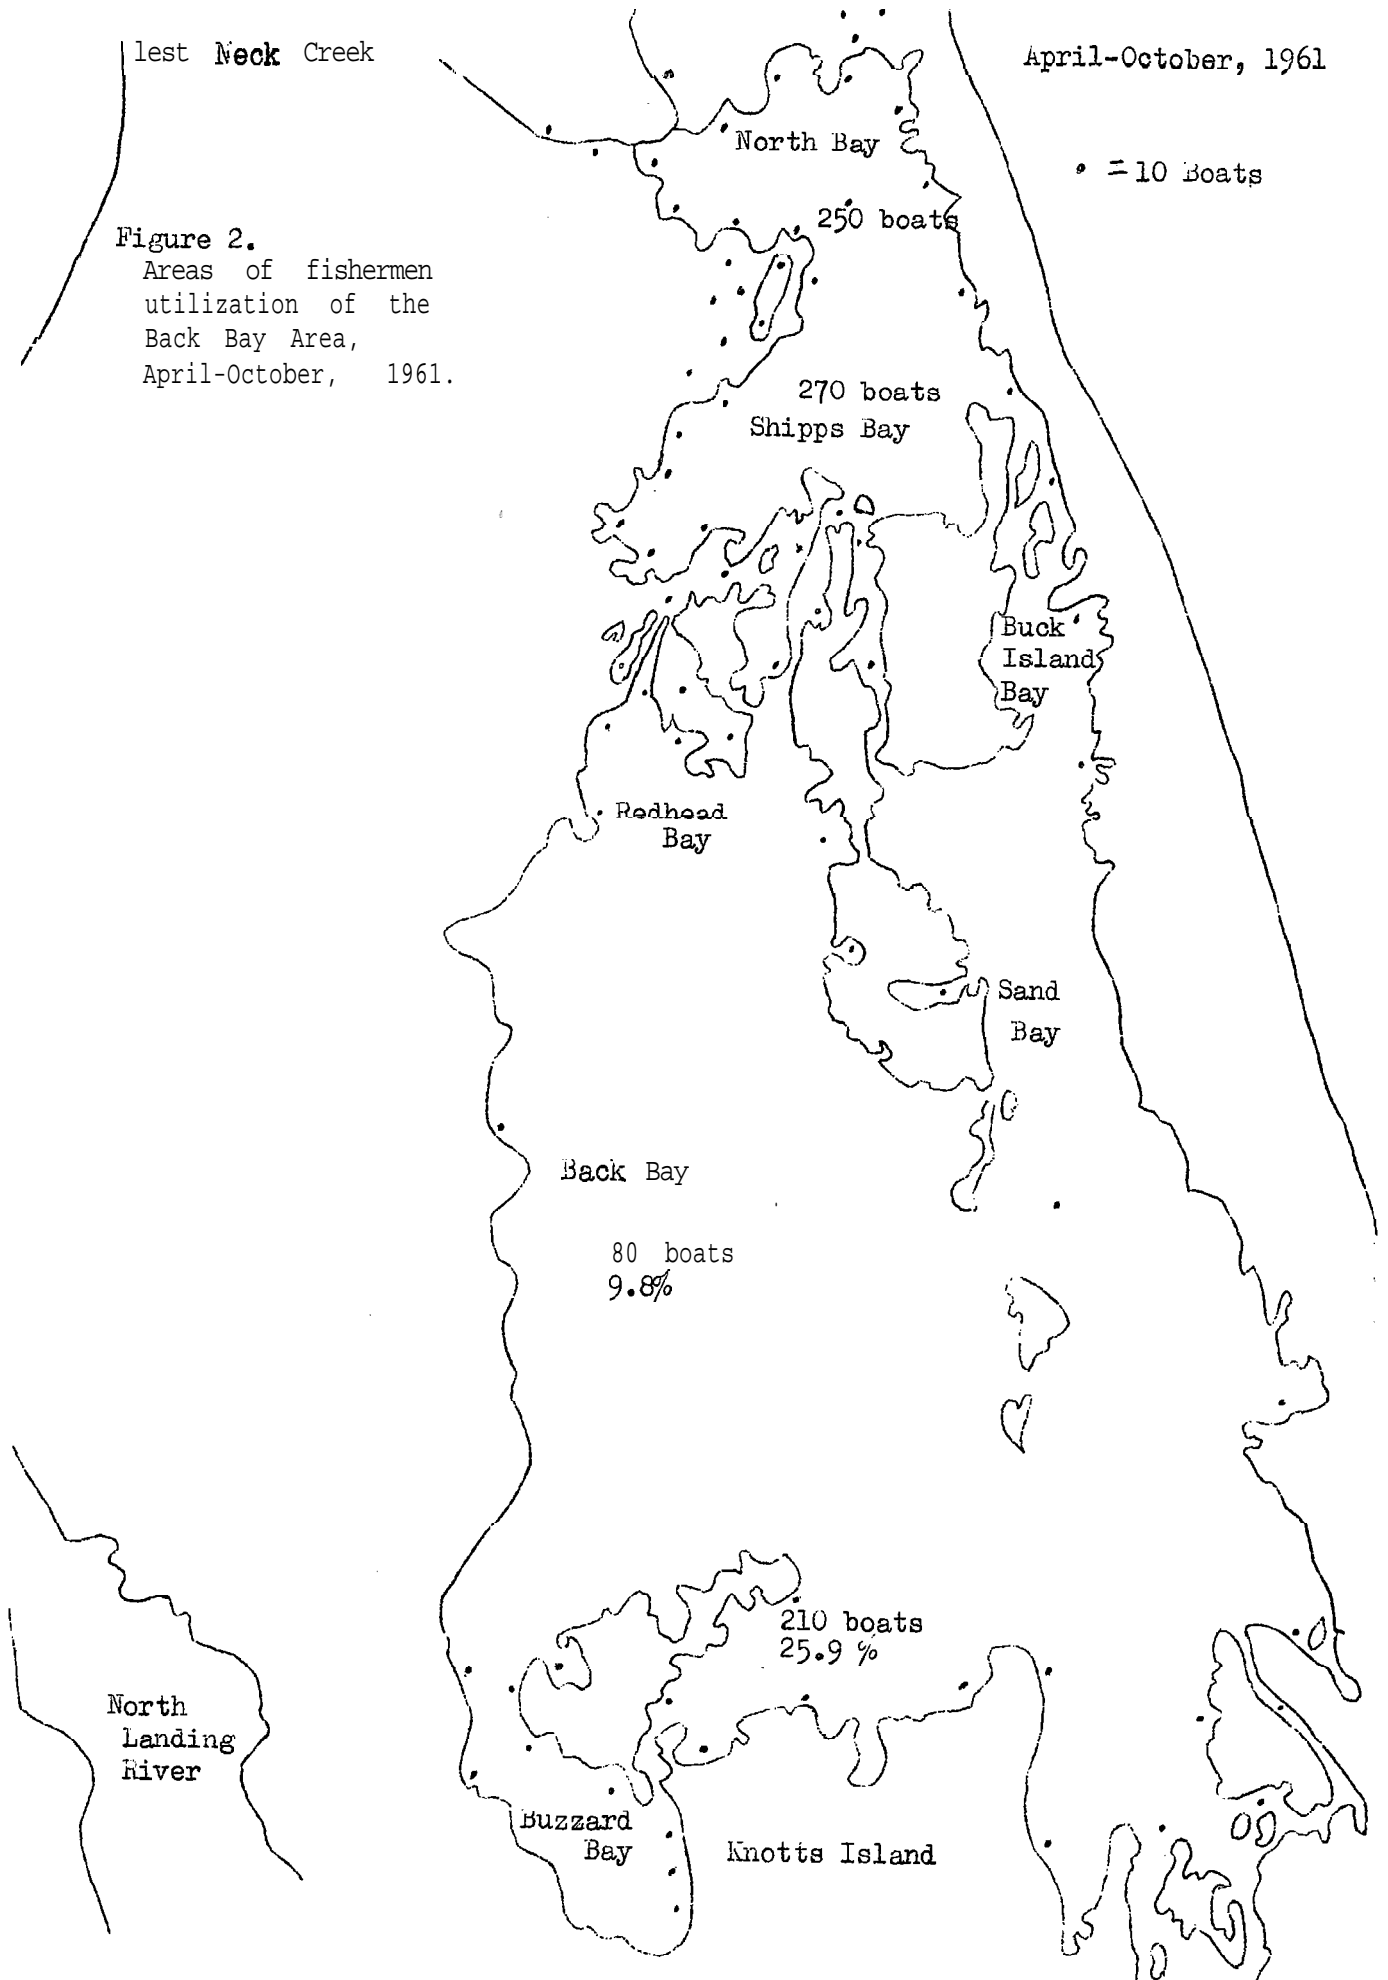 lest Neck Creek
April-October, 1961
• = 10 Boats
North Bay
250 boats
Figure 2.
Areas of fishermen
utilization of the
Back Bay Area,
April-October, 1961.
270 boats
Shipps Bay
Buck
Island
Bay
Redhead
Bay
Sand
Bay
Back Bay
80 boats
9.8%
210 boats
25.9 %
North
Landing
River
Buzzard
Bay
Knotts Island